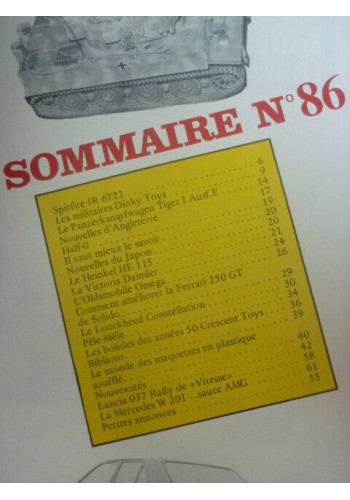 SOMMAIRE N° 86
Spitfire IR 6722 . . . . . 6
Les militaires Dinky Toys . . . . . 9
Le Panzerkampfwagen Tiger I Ausf E . . . . . 14
Nouvelles d'Angleterre . . . . . 17
Half-0 . . . . . 19
Il vaut mieux le savoir . . . . . 20
Nouvelles du Japon . . . . . 20
Le Heinkel HE 115 . . . . . 21
La Victoria Daimler . . . . . 24
L'Oldsmobile Omega . . . . . 26
Comment améliorer la Ferrari 250 GT
de Solido . . . . . 29
Le Loockheed Constellation . . . . . 30
Pêle-Mêle . . . . . 34
Les bolides des années 50 Crescent Toys . . . . . 36
Biblioto . . . . . 39
Le monde des maquettes en plastique
soufflé . . . . . 40
Nouveautés . . . . . 42
Lancia 037 Rally de «Vitesse» . . . . . 58
La Mercedes W 201 ...sauce AMG . . . . . 61
Petites annonces . . . . . 55